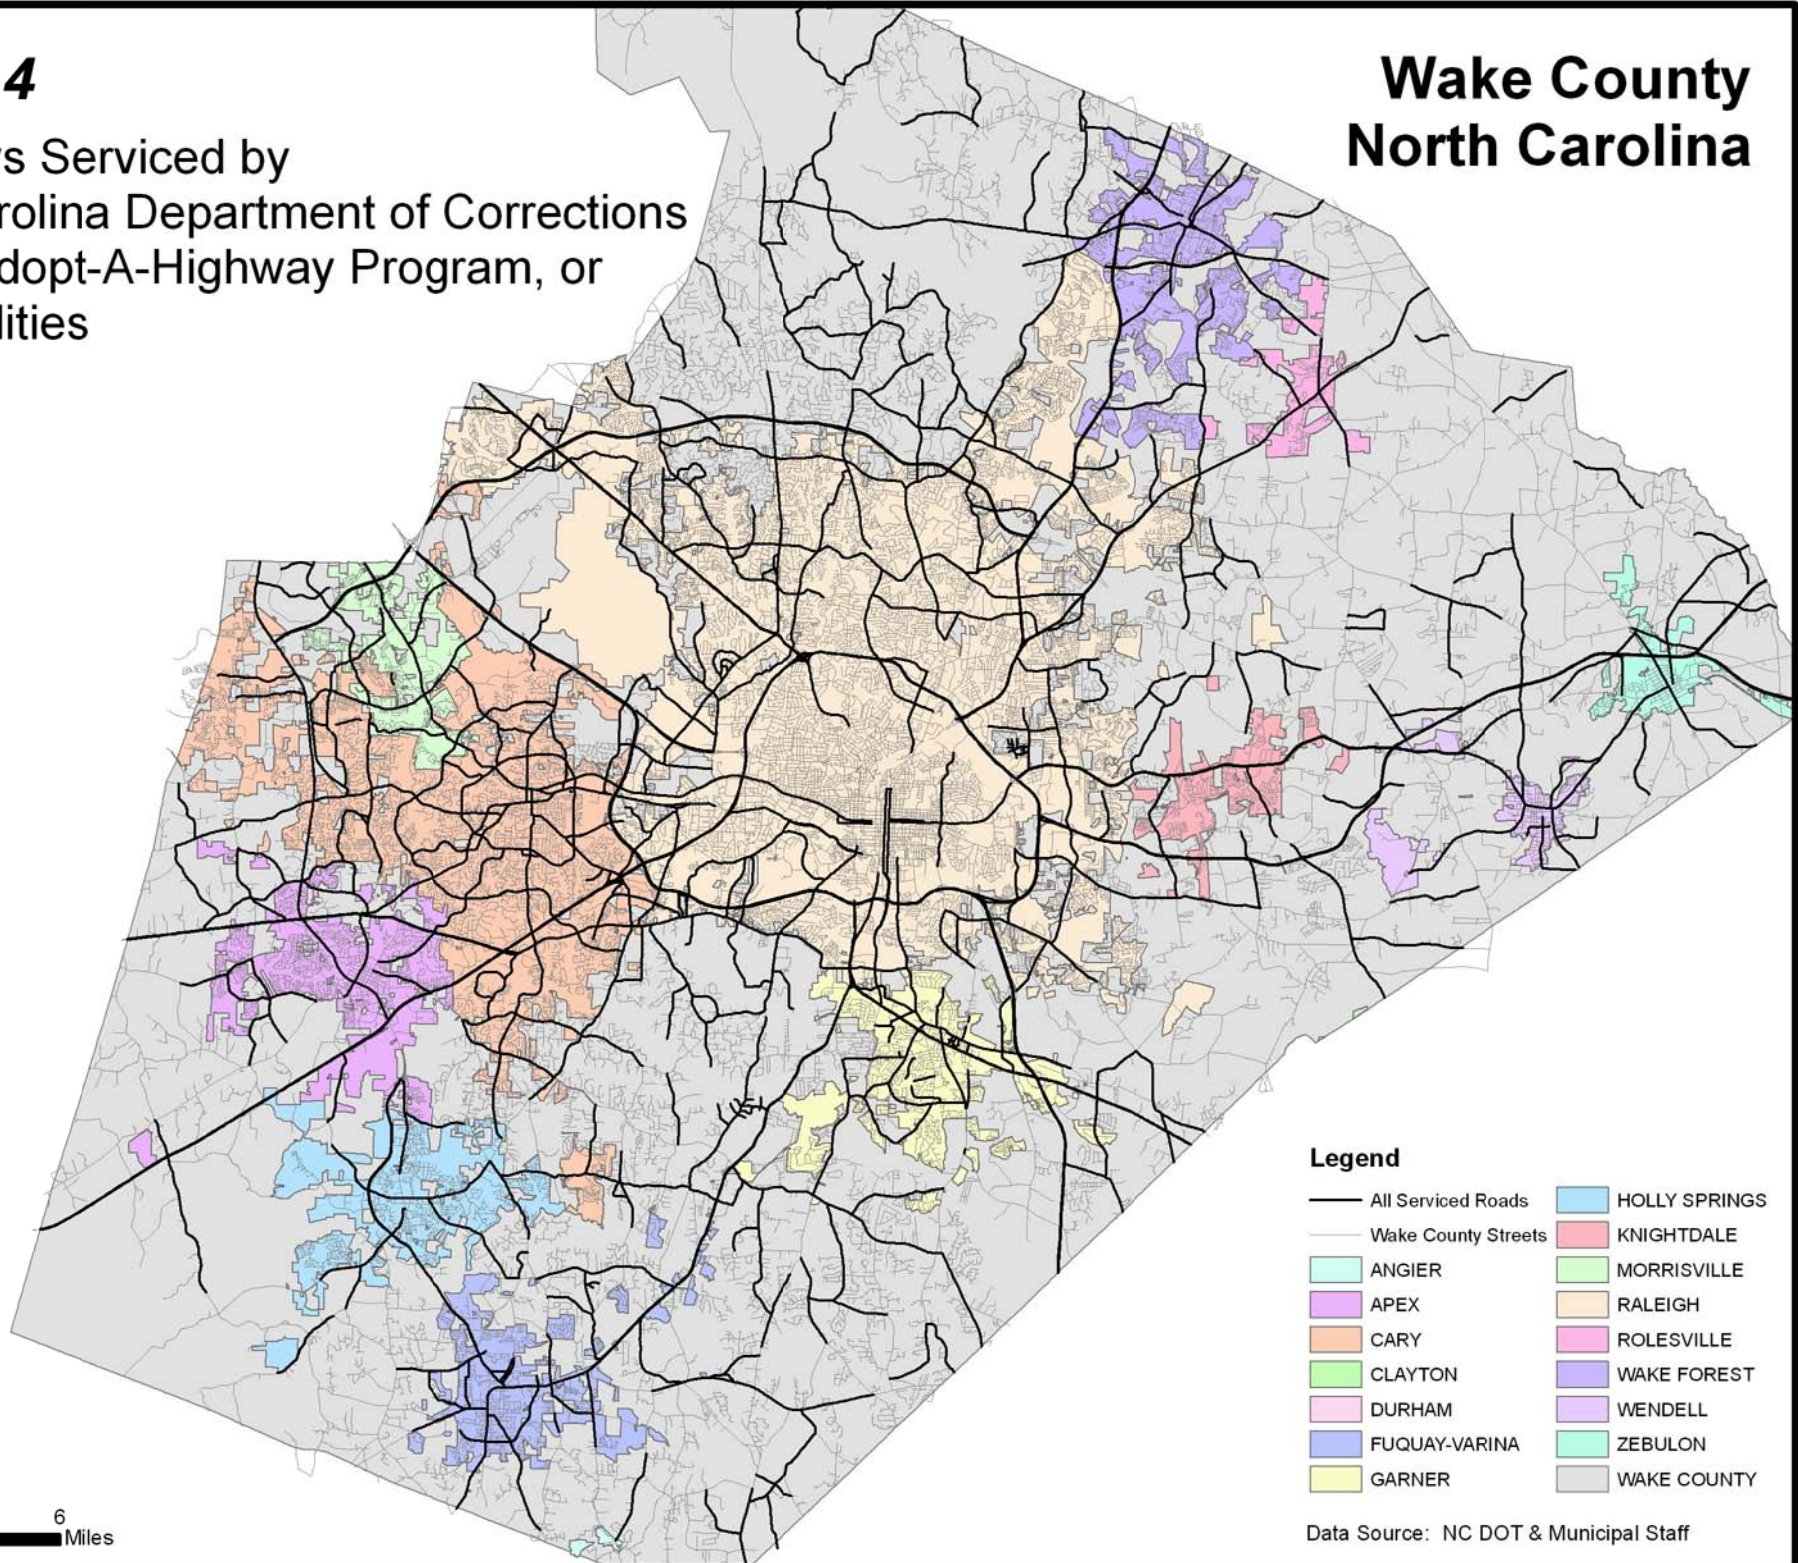 4
s Serviced by
rolina Department of Corrections
dopt-A-Highway Program, or
lities
Wake County
North Carolina
Legend
All Serviced Roads
Wake County Streets
ANGIER
APEX
CARY
CLAYTON
DURHAM
FUQUAY-VARINA
GARNER
HOLLY SPRINGS
KNIGHTDALE
MORRISVILLE
RALEIGH
ROLESVILLE
WAKE FOREST
WENDELL
ZEBULON
WAKE COUNTY
Data Source: NC DOT & Municipal Staff
6
Miles